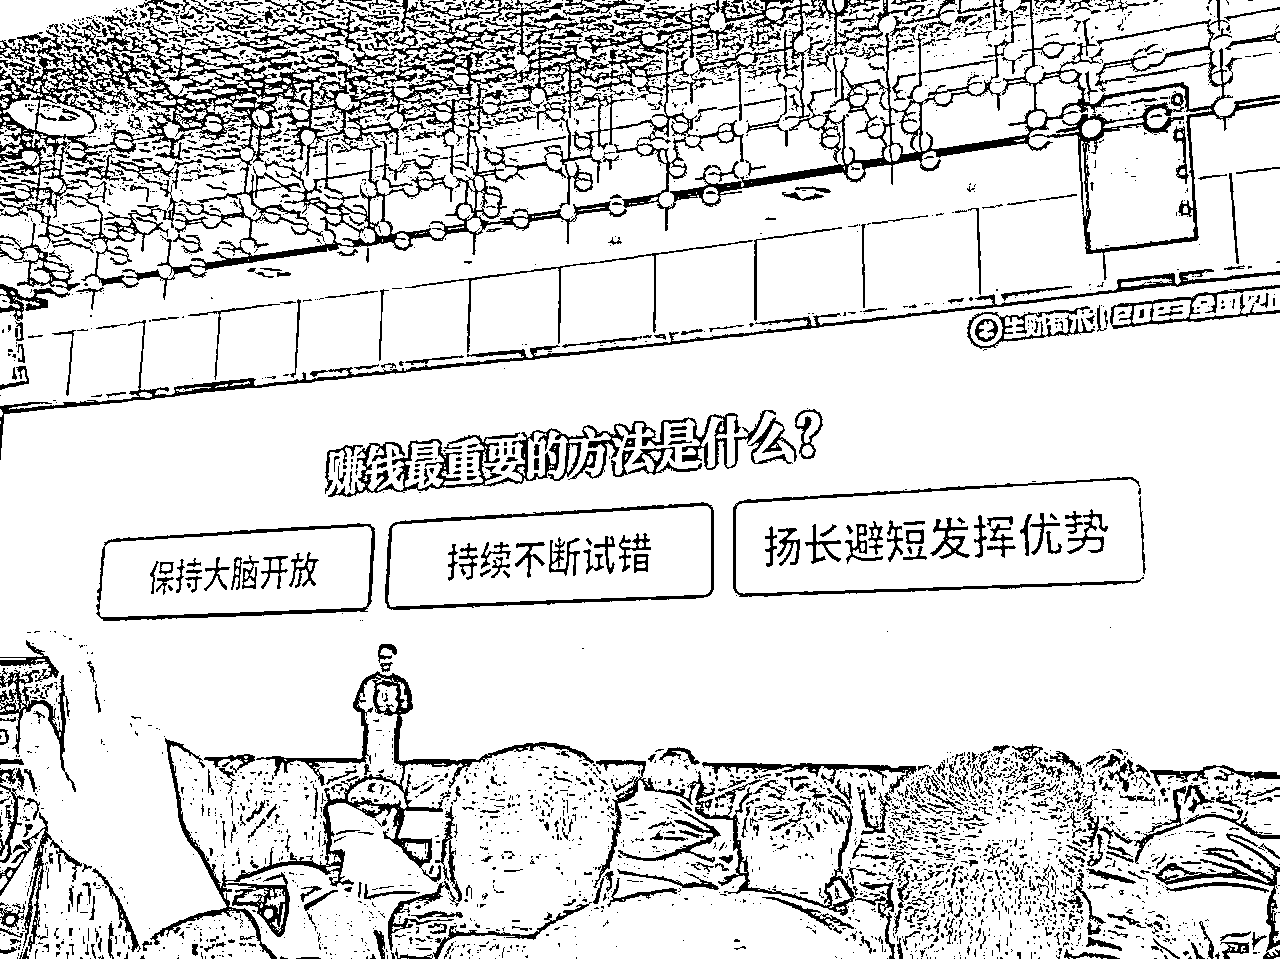 生财有术 | 2023全国见面
赚钱最重要的方法是什么？
保持大脑开放
持续不断试错
扬长避短发挥优势